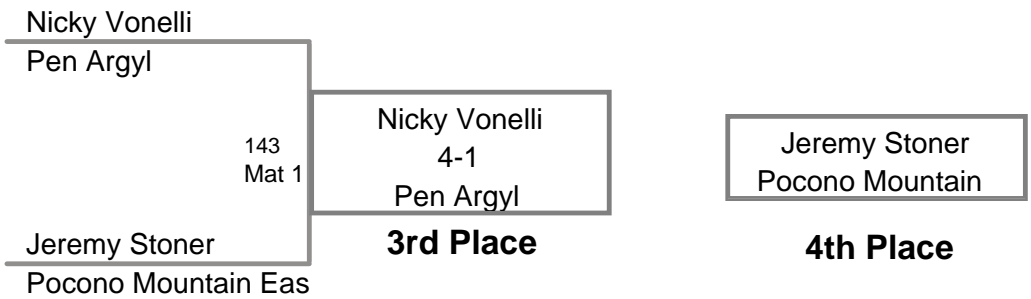 Nicky Vonelli
Pen Argyl
143
Mat 1
Jeremy Stoner
Pocono Mountain Eas
Nicky Vonelli
4-1
Pen Argyl
3rd Place
Jeremy Stoner
Pocono Mountain
4th Place